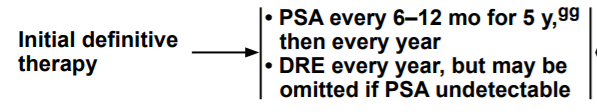 Initial definitive
therapy
• PSA every 6–12 mo for 5 y,gg
then every year
• DRE every year, but may be
omitted if PSA undetectable